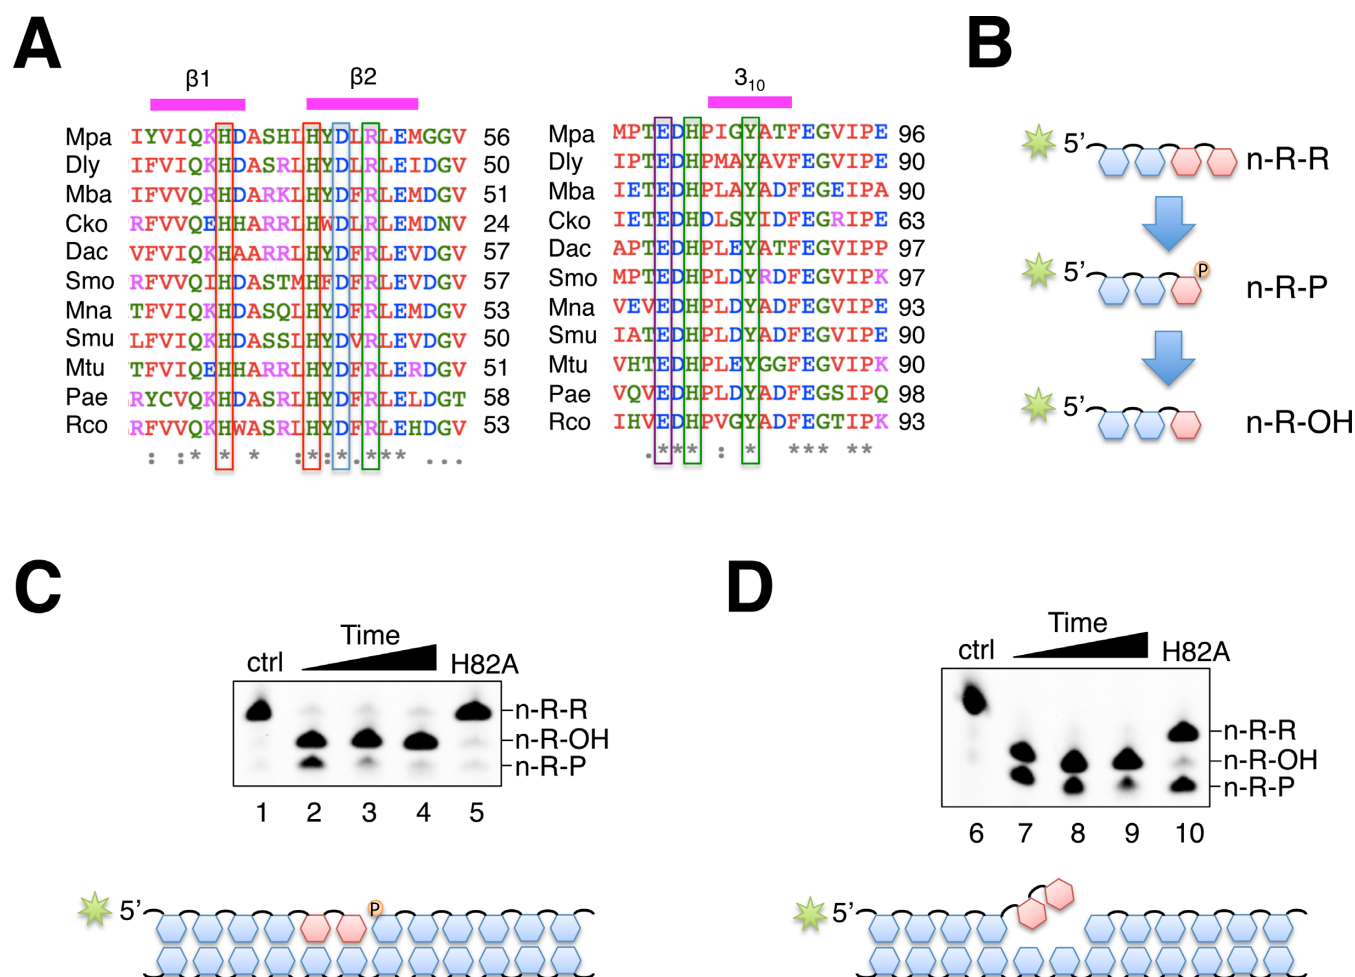 A
β1 β2
Mpa IYVIQKHDASHLHYDLRLEMGGV 56
Dly IFVIQKHDASRLHYDLRLEIDGV 50
Mba IFVVQRHDARKLHYDFRLEMDGV 51
Cko RFVVQEHHARRLHWDLRLEMDNV 24
Dac VFVIQKHAARRLHYDFRLEVDGV 57
Smo RFVVQIHDASTMHFDFRLEVDGV 57
Mna TFVIQKHDASQLHYDFRLEMDGV 53
Smu LFVIQKHDASSLHYDVRLEVDGV 50
Mtu TFVIQEHHARRLHYDFRLERDGV 51
Pae RYCVQKHDASRLHYDFRLELDGT 58
Rco RFVVQKHWASRLHYDFRLEHDGV 53
: :* * * :*:*.*** ...
3₁₀
Mpa MPTEDHPIGYATFEGVIPE 96
Dly IPTEDHPMAYAVFEGVIPE 90
Mba IETEDHPLAYADFEGEIPA 90
Cko IETEDHDLSYIDFEGRIPE 63
Dac APTEDHPLEYATFEGVIPP 97
Smo MPTEDHPLDYRDFEGVIPK 97
Mna VEVEDHPLDYADFEGVIPE 93
Smu IATEDHPLDYADFEGVIPE 90
Mtu VHTEDHPLEYGGFEGVIPK 90
Pae VQVEDHPLDYADFEGSIPQ 98
Rco IHVEDHPVGYADFEGTIPK 93
.*** : * *** **
B
5’ n-R-R
P
5’ n-R-P
5’ n-R-OH
C
Time
ctrl H82A
n-R-R
n-R-OH
n-R-P
1 2 3 4 5
5’ P
D
Time
ctrl H82A
n-R-R
n-R-OH
n-R-P
6 7 8 9 10
5’